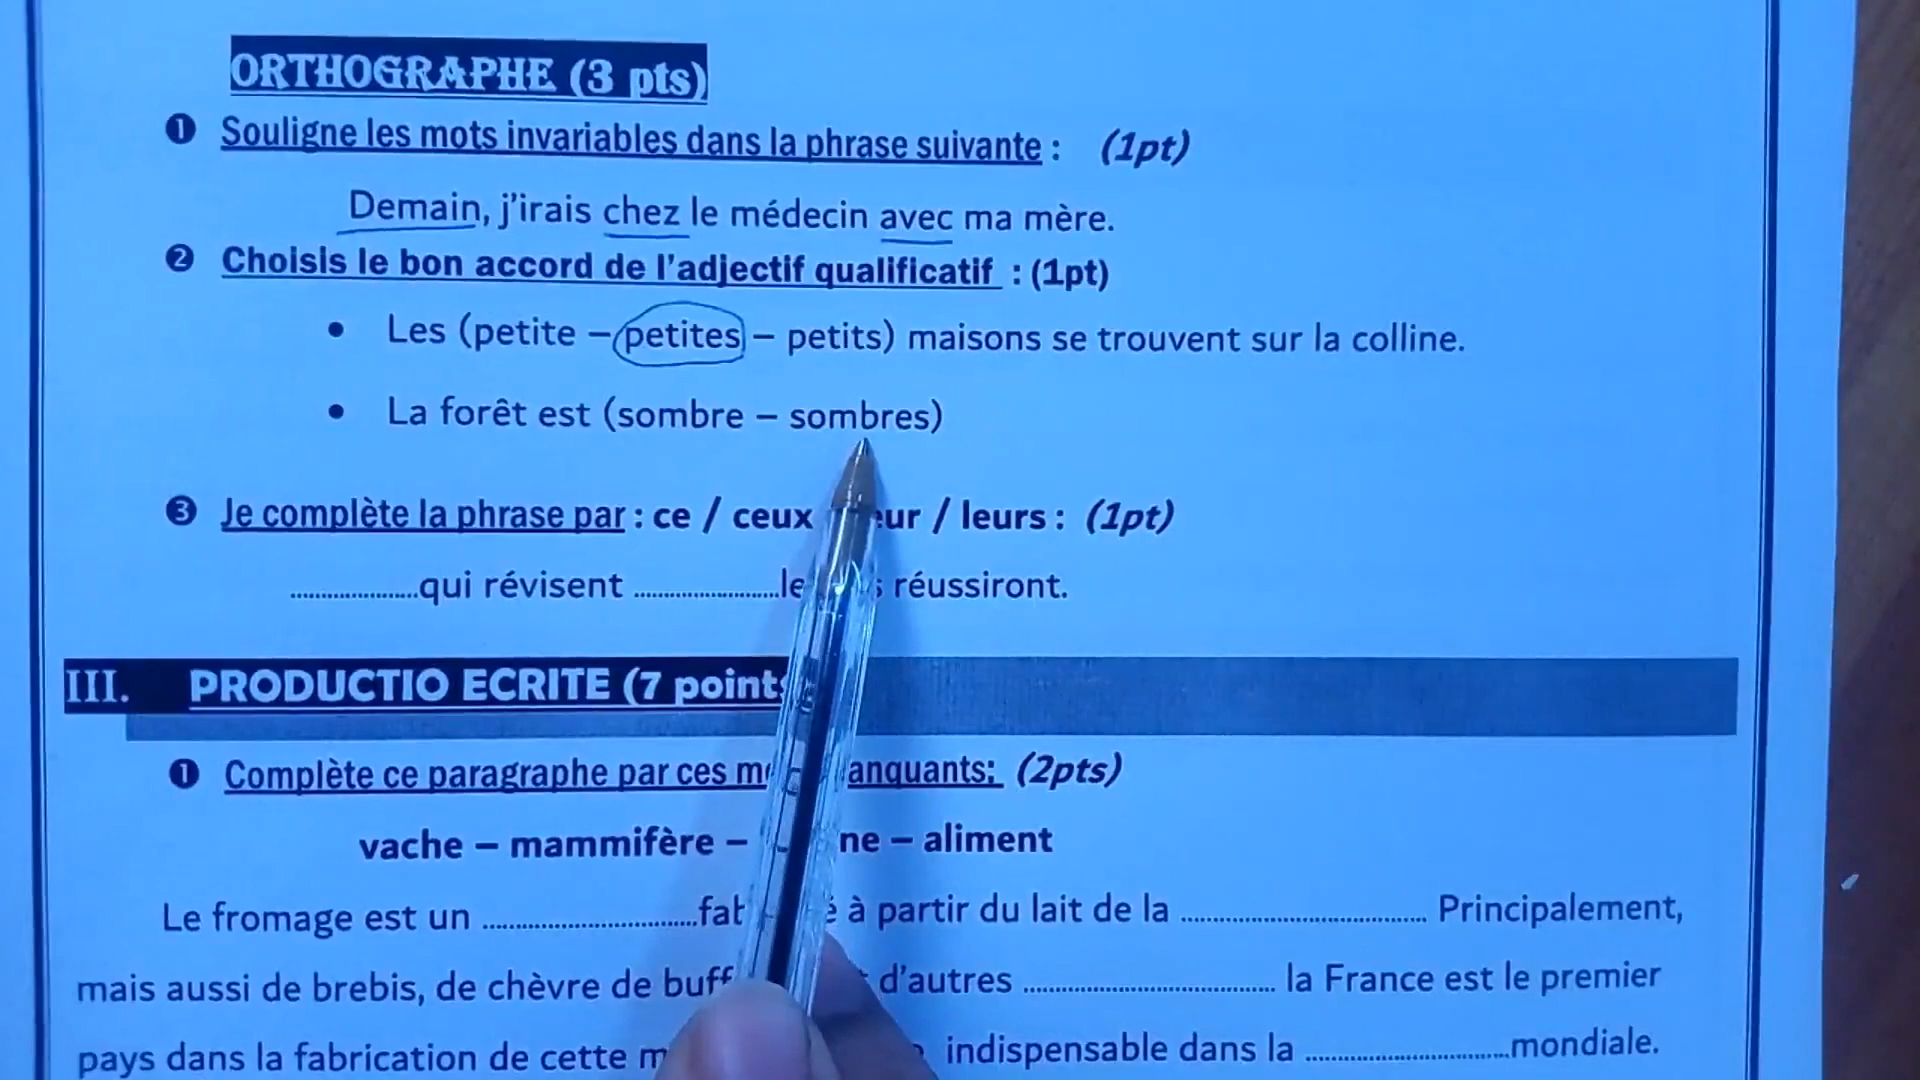 ORTHOGRAPHE (3 pts)
❶ Souligne les mots invariables dans la phrase suivante : (1pt)
Demain, j'irais chez le médecin avec ma mère.
❷ Choisis le bon accord de l'adjectif qualificatif : (1pt)
• Les (petite – petites – petits) maisons se trouvent sur la colline.
• La forêt est (sombre – sombres)
❸ Je complète la phrase par : ce / ceux / leurs : (1pt)
....................qui révisent ......................... réussiront.
III. PRODUCTIO ECRITE (7 points
❶ Complète ce paragraphe par ces manquants: (2pts)
vache – mammifère – – aliment
Le fromage est un ............................... à partir du lait de la .................................... Principalement,
mais aussi de brebis, de chèvre de d'autres .................................... la France est le premier
pays dans la fabrication de cette indispensable dans la ..............................mondiale.